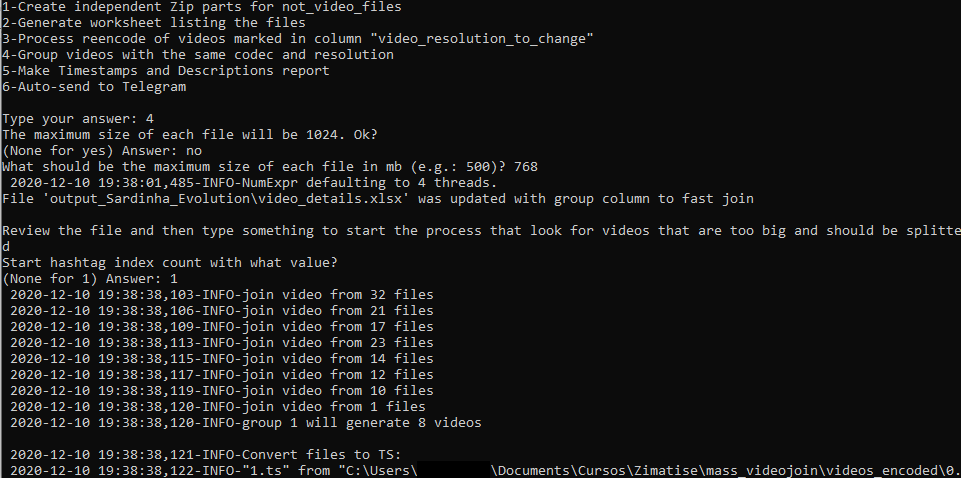 1-Create independent Zip parts for not_video_files
2-Generate worksheet listing the files
3-Process reencode of videos marked in column "video_resolution_to_change"
4-Group videos with the same codec and resolution
5-Make Timestamps and Descriptions report
6-Auto-send to Telegram
Type your answer: 4
The maximum size of each file will be 1024. Ok?
(None for yes) Answer: no
What should be the maximum size of each file in mb (e.g.: 500)? 768
2020-12-10 19:38:01,485-INFO-NumExpr defaulting to 4 threads.
File 'output_Sardinha_Evolution\video_details.xlsx' was updated with group column to fast join
Review the file and then type something to start the process that look for videos that are too big and should be splitte
d
Start hashtag index count with what value?
(None for 1) Answer: 1
2020-12-10 19:38:38,103-INFO-join video from 32 files
2020-12-10 19:38:38,106-INFO-join video from 21 files
2020-12-10 19:38:38,109-INFO-join video from 17 files
2020-12-10 19:38:38,113-INFO-join video from 23 files
2020-12-10 19:38:38,115-INFO-join video from 14 files
2020-12-10 19:38:38,117-INFO-join video from 12 files
2020-12-10 19:38:38,119-INFO-join video from 10 files
2020-12-10 19:38:38,120-INFO-join video from 1 files
2020-12-10 19:38:38,120-INFO-group 1 will generate 8 videos
2020-12-10 19:38:38,121-INFO-Convert files to TS:
2020-12-10 19:38:38,122-INFO-"1.ts" from "C:\Users\ \Documents\Cursos\Zimatise\mass_videojoin\videos_encoded\0.